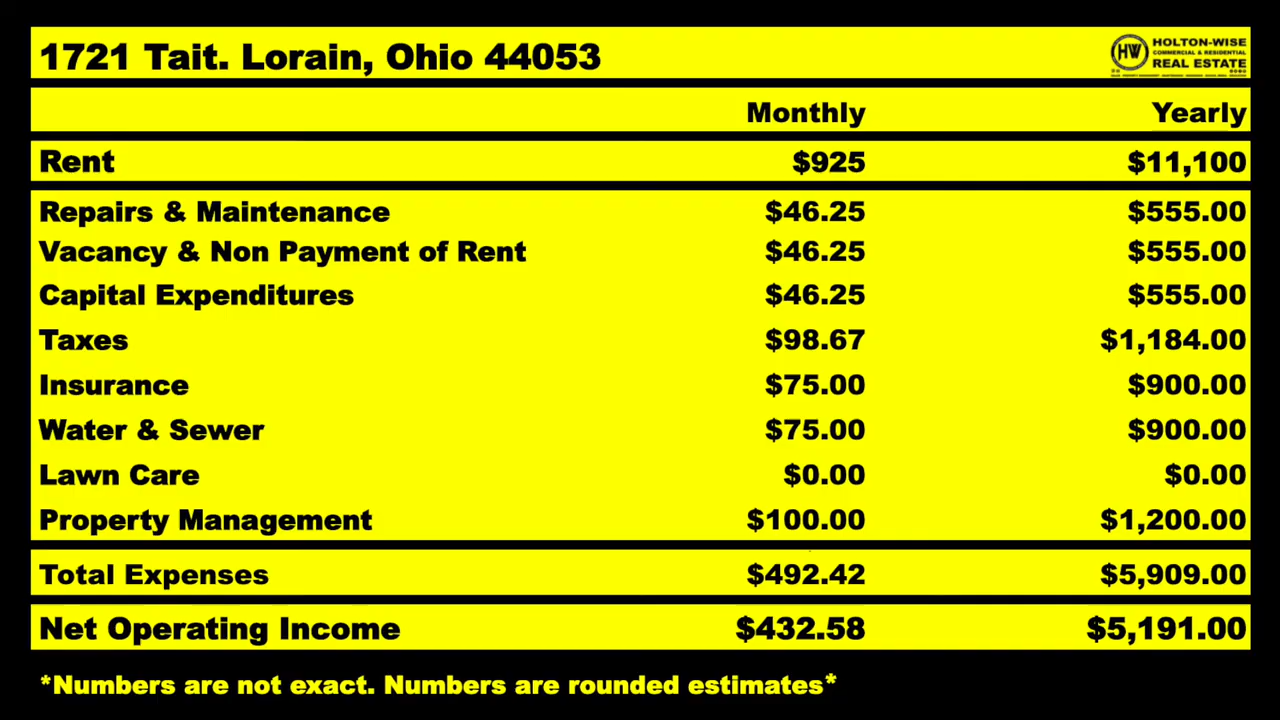 1721 Tait. Lorain, Ohio 44053
HW
HOLTON-WISE
COMMERCIAL & RESIDENTIAL
REAL ESTATE
Monthly Yearly
Rent $925 $11,100
Repairs & Maintenance $46.25 $555.00
Vacancy & Non Payment of Rent $46.25 $555.00
Capital Expenditures $46.25 $555.00
Taxes $98.67 $1,184.00
Insurance $75.00 $900.00
Water & Sewer $75.00 $900.00
Lawn Care $0.00 $0.00
Property Management $100.00 $1,200.00
Total Expenses $492.42 $5,909.00
Net Operating Income $432.58 $5,191.00
*Numbers are not exact. Numbers are rounded estimates*